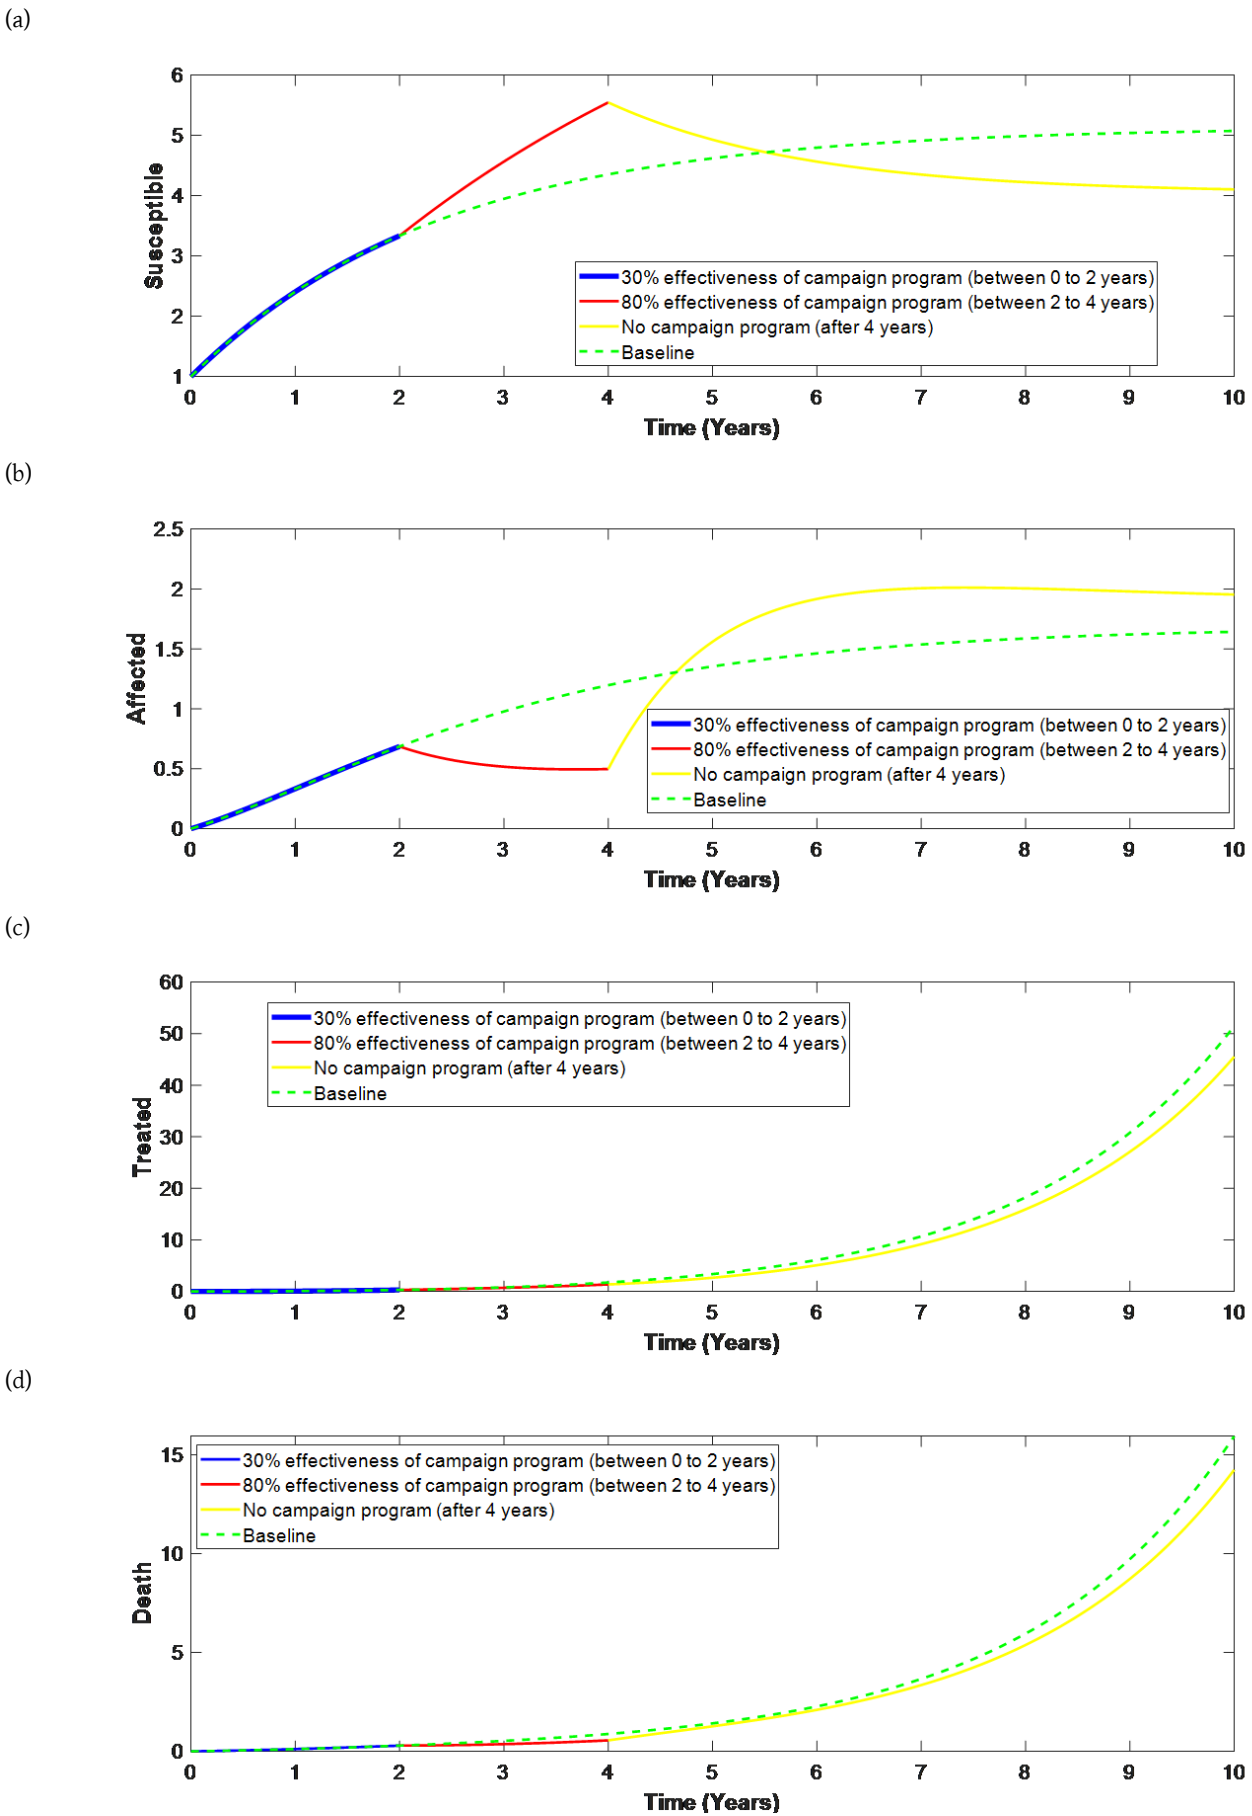 (a)
6
5
4
3
2
1
Susceptible
30% effectiveness of campaign program (between 0 to 2 years)
80% effectiveness of campaign program (between 2 to 4 years)
No campaign program (after 4 years)
Baseline
0 1 2 3 4 5 6 7 8 9 10
Time (Years)
(b)
2.5
2
1.5
1
0.5
0
Affected
30% effectiveness of campaign program (between 0 to 2 years)
80% effectiveness of campaign program (between 2 to 4 years)
No campaign program (after 4 years)
Baseline
0 1 2 3 4 5 6 7 8 9 10
Time (Years)
(c)
60
50
40
30
20
10
0
Treated
30% effectiveness of campaign program (between 0 to 2 years)
80% effectiveness of campaign program (between 2 to 4 years)
No campaign program (after 4 years)
Baseline
0 1 2 3 4 5 6 7 8 9 10
Time (Years)
(d)
15
10
5
0
Death
30% effectiveness of campaign program (between 0 to 2 years)
80% effectiveness of campaign program (between 2 to 4 years)
No campaign program (after 4 years)
Baseline
0 1 2 3 4 5 6 7 8 9 10
Time (Years)